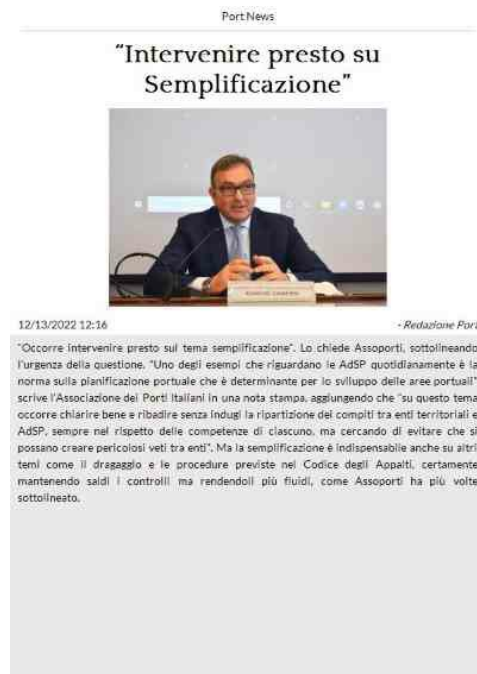 Port News
“Intervenire presto su
Semplificazione”
12/13/2022 12:16
- Redazione Port
"Occorre intervenire presto sul tema semplificazione". Lo chiede Assoporti, sottolineando
l'urgenza della questione. "Uno degli esempi che riguardano le AdSP quotidianamente è la
norma sulla pianificazione portuale che è determinante per lo sviluppo delle aree portuali"
scrive l'Associazione dei Porti Italiani in una nota stampa, aggiungendo che "su questo tema
occorre chiarire bene e ribadire senza indugi la ripartizione dei compiti tra enti territoriali e
AdSP, sempre nel rispetto delle competenze di ciascuno, ma cercando di evitare che si
possano creare pericolosi veti tra enti". Ma la semplificazione è indispensabile anche su altri
temi come il dragaggio e le procedure previste nel Codice degli Appalti, certamente
mantenendo saldi i controlli ma rendendoli più fluidi, come Assoporti ha più volte
sottolineato.